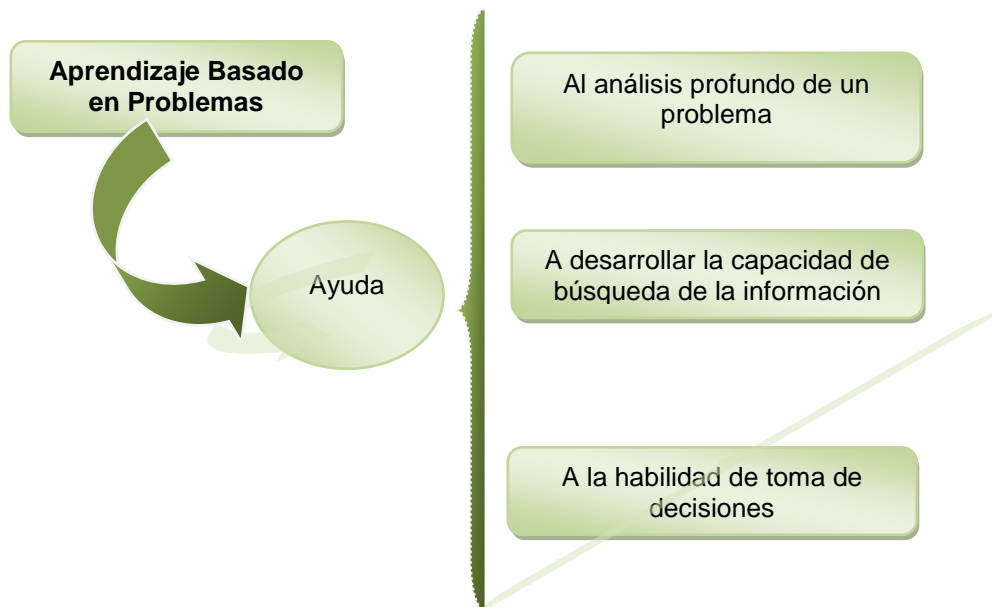 Aprendizaje Basado
en Problemas
Ayuda
Al análisis profundo de un
problema
A desarrollar la capacidad de
búsqueda de la información
A la habilidad de toma de
decisiones